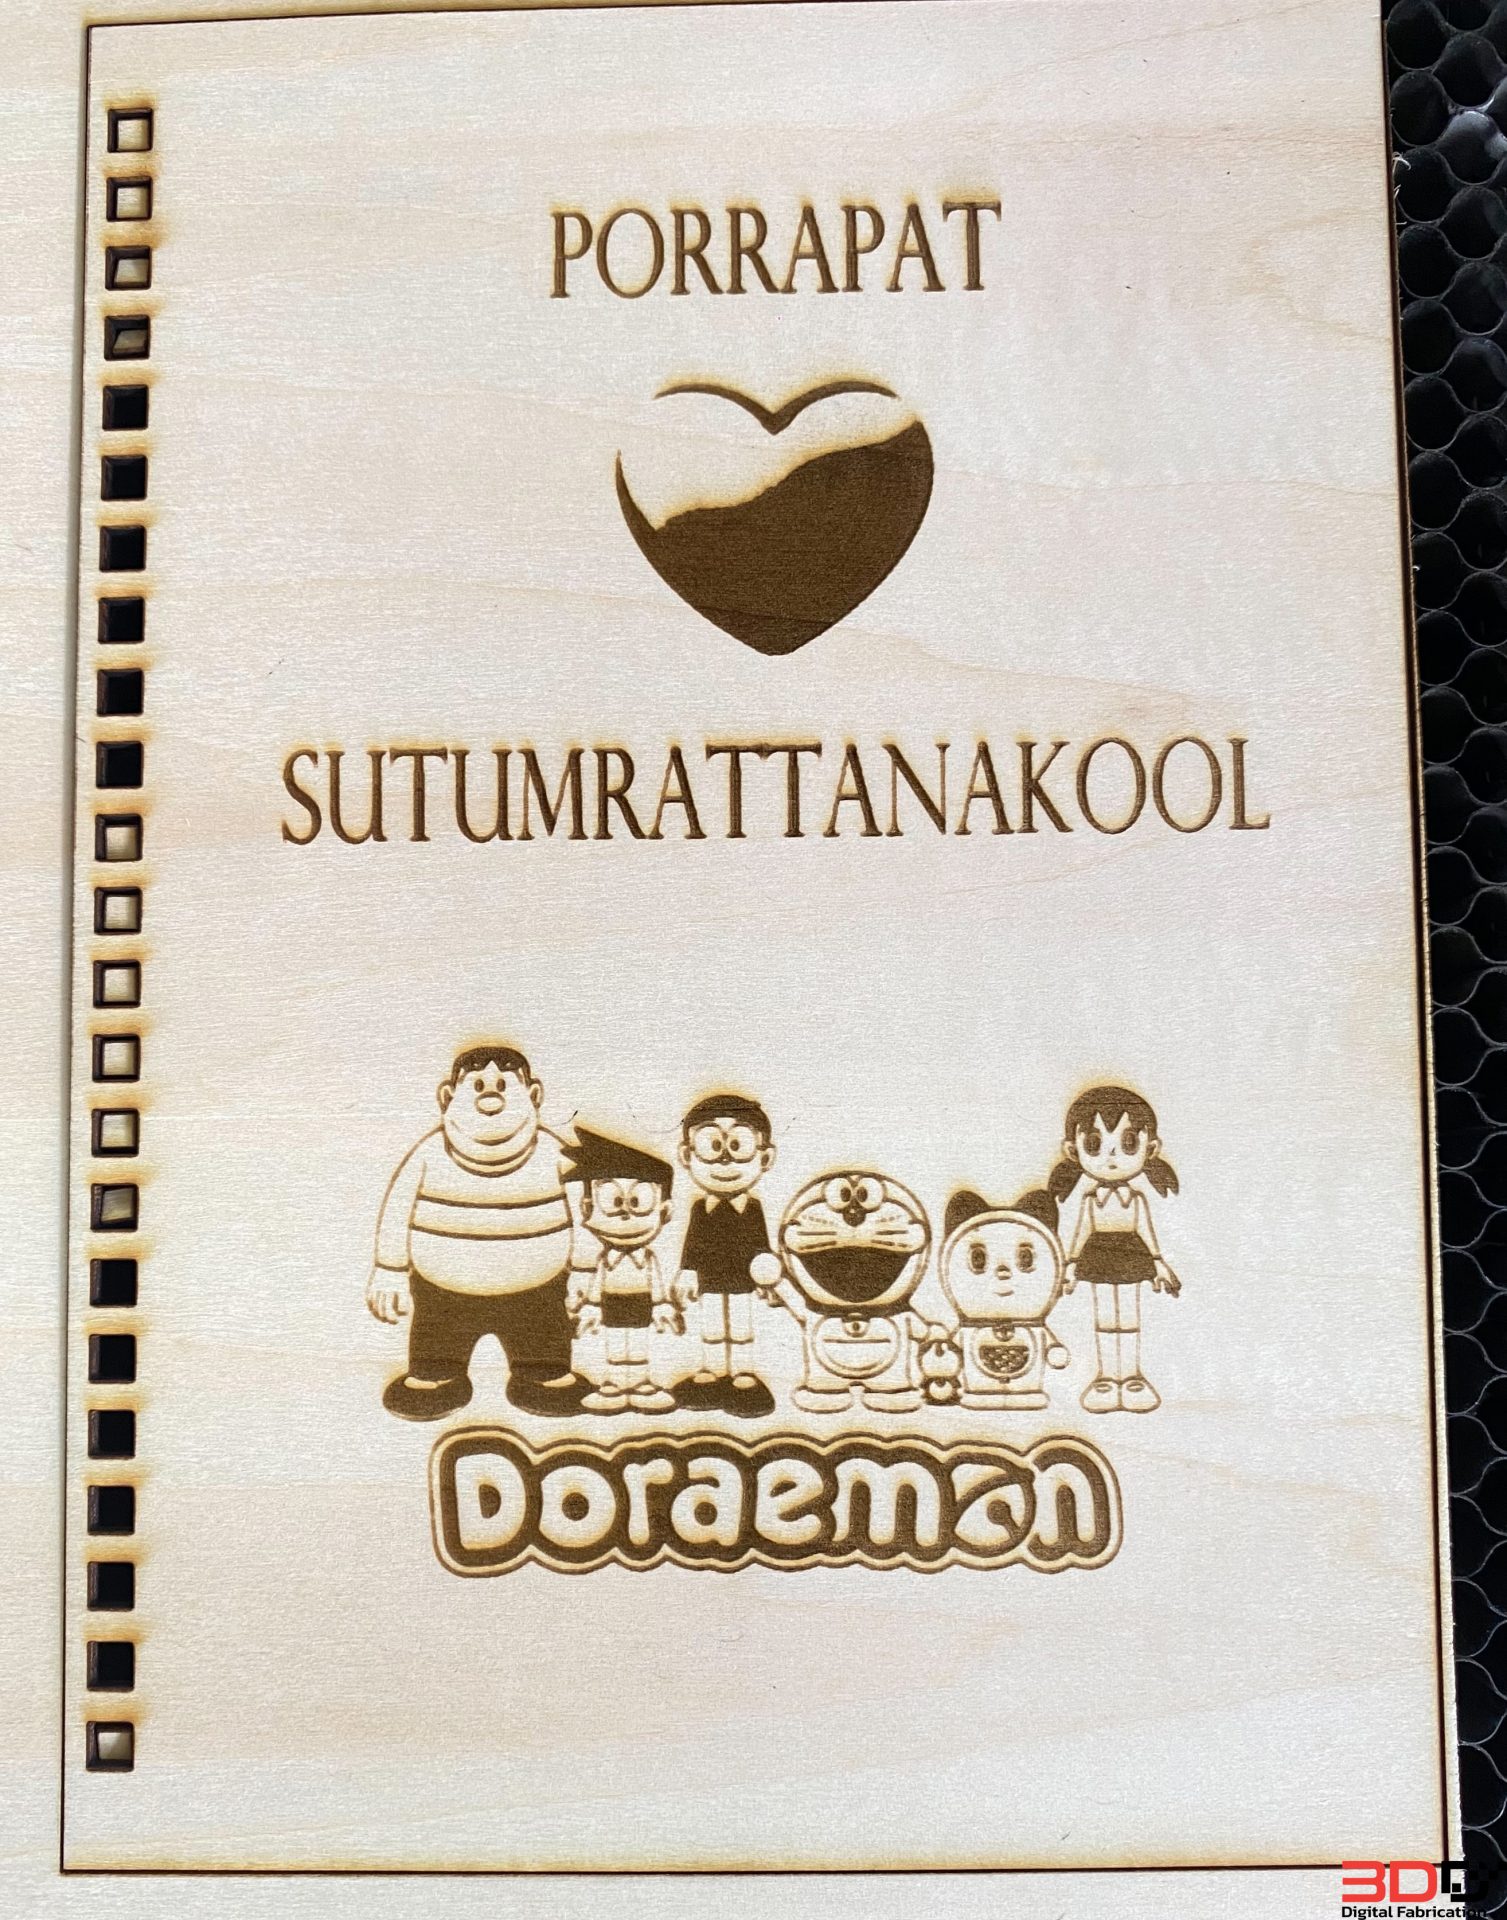 PORRAPAT
SUTUMRATTANAKOOL
Doraemon
3DD
Digital Fabrication